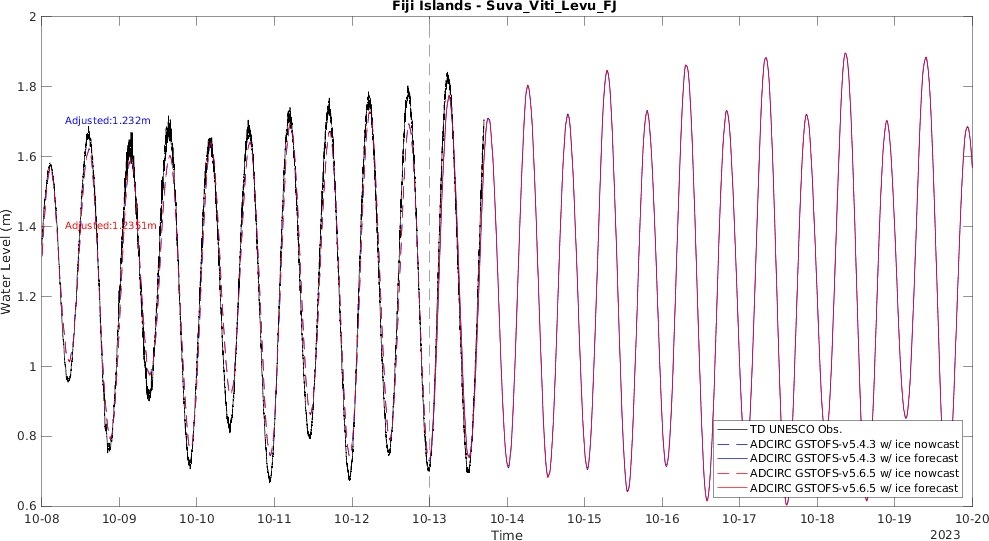 Fiji Islands - Suva_Viti_Levu_FJ
2
1.8
1.6
1.4
1.2
1
0.8
0.6
Water Level (m)
Adjusted:1.232m
Adjusted:1.2351m
TD UNESCO Obs.
ADCIRC GSTOFS-v5.4.3 w/ ice nowcast
ADCIRC GSTOFS-v5.4.3 w/ ice forecast
ADCIRC GSTOFS-v5.6.5 w/ ice nowcast
ADCIRC GSTOFS-v5.6.5 w/ ice forecast
10-08 10-09 10-10 10-11 10-12 10-13 10-14 10-15 10-16 10-17 10-18 10-19 10-20
Time
2023